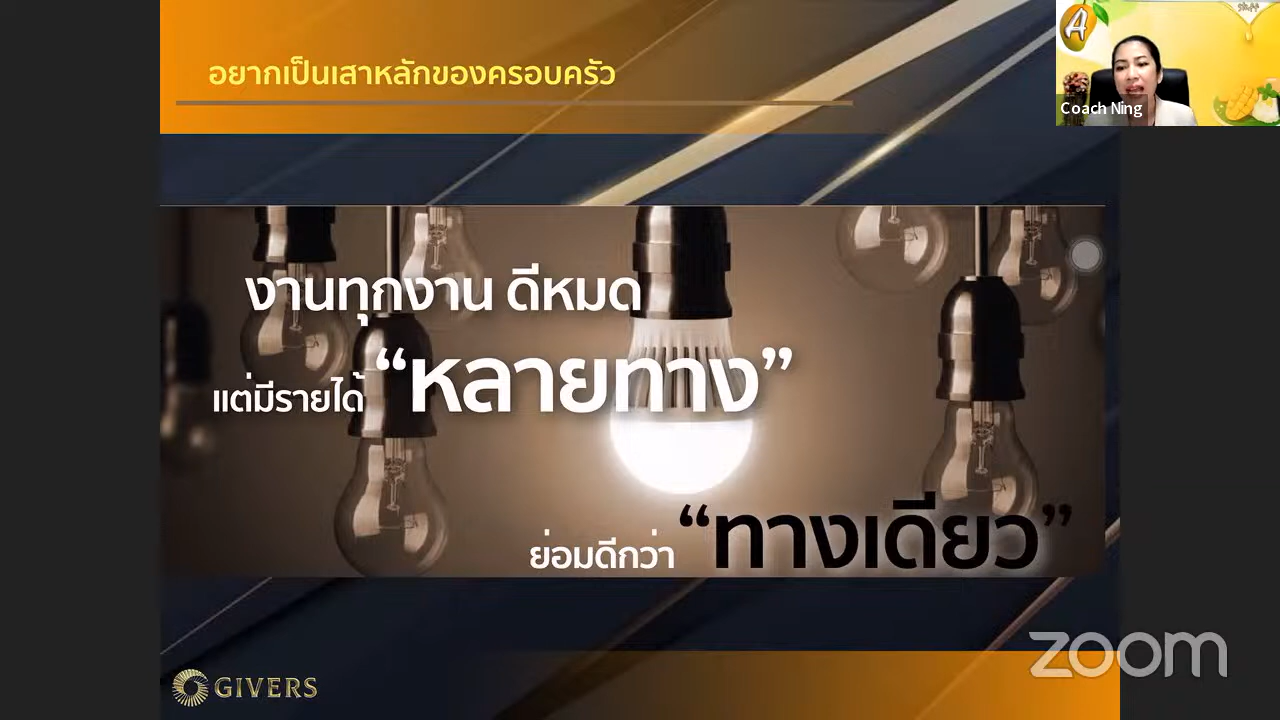 อยากเป็นเสาหลักของครอบครัว
A
Coach Ning
งานทุกงาน ดีหมด
แต่มีรายได้ “หลายทาง”
ย่อมดีกว่า “ทางเดียว”
GIVERS
zoom